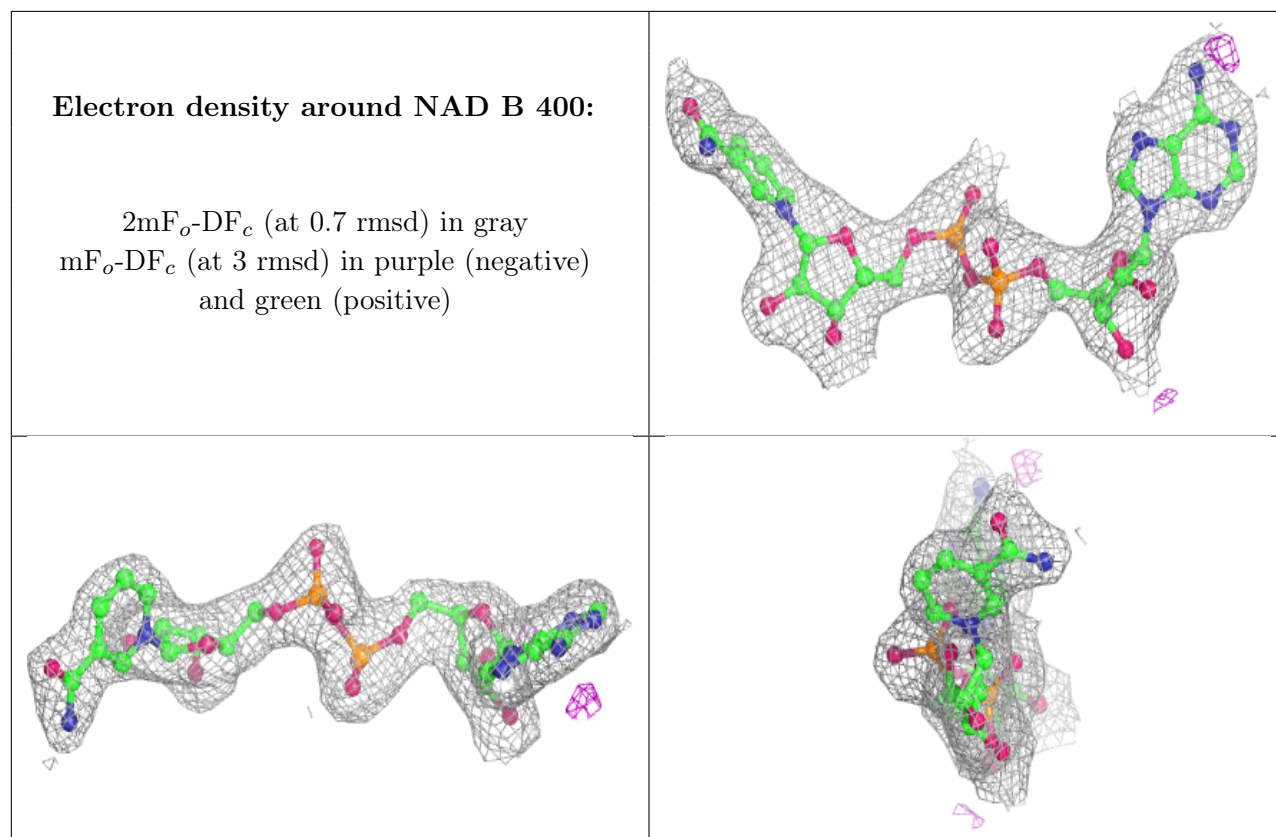 Electron density around NAD B 400:
2mFo-DFc (at 0.7 rmsd) in gray
mFo-DFc (at 3 rmsd) in purple (negative)
and green (positive)